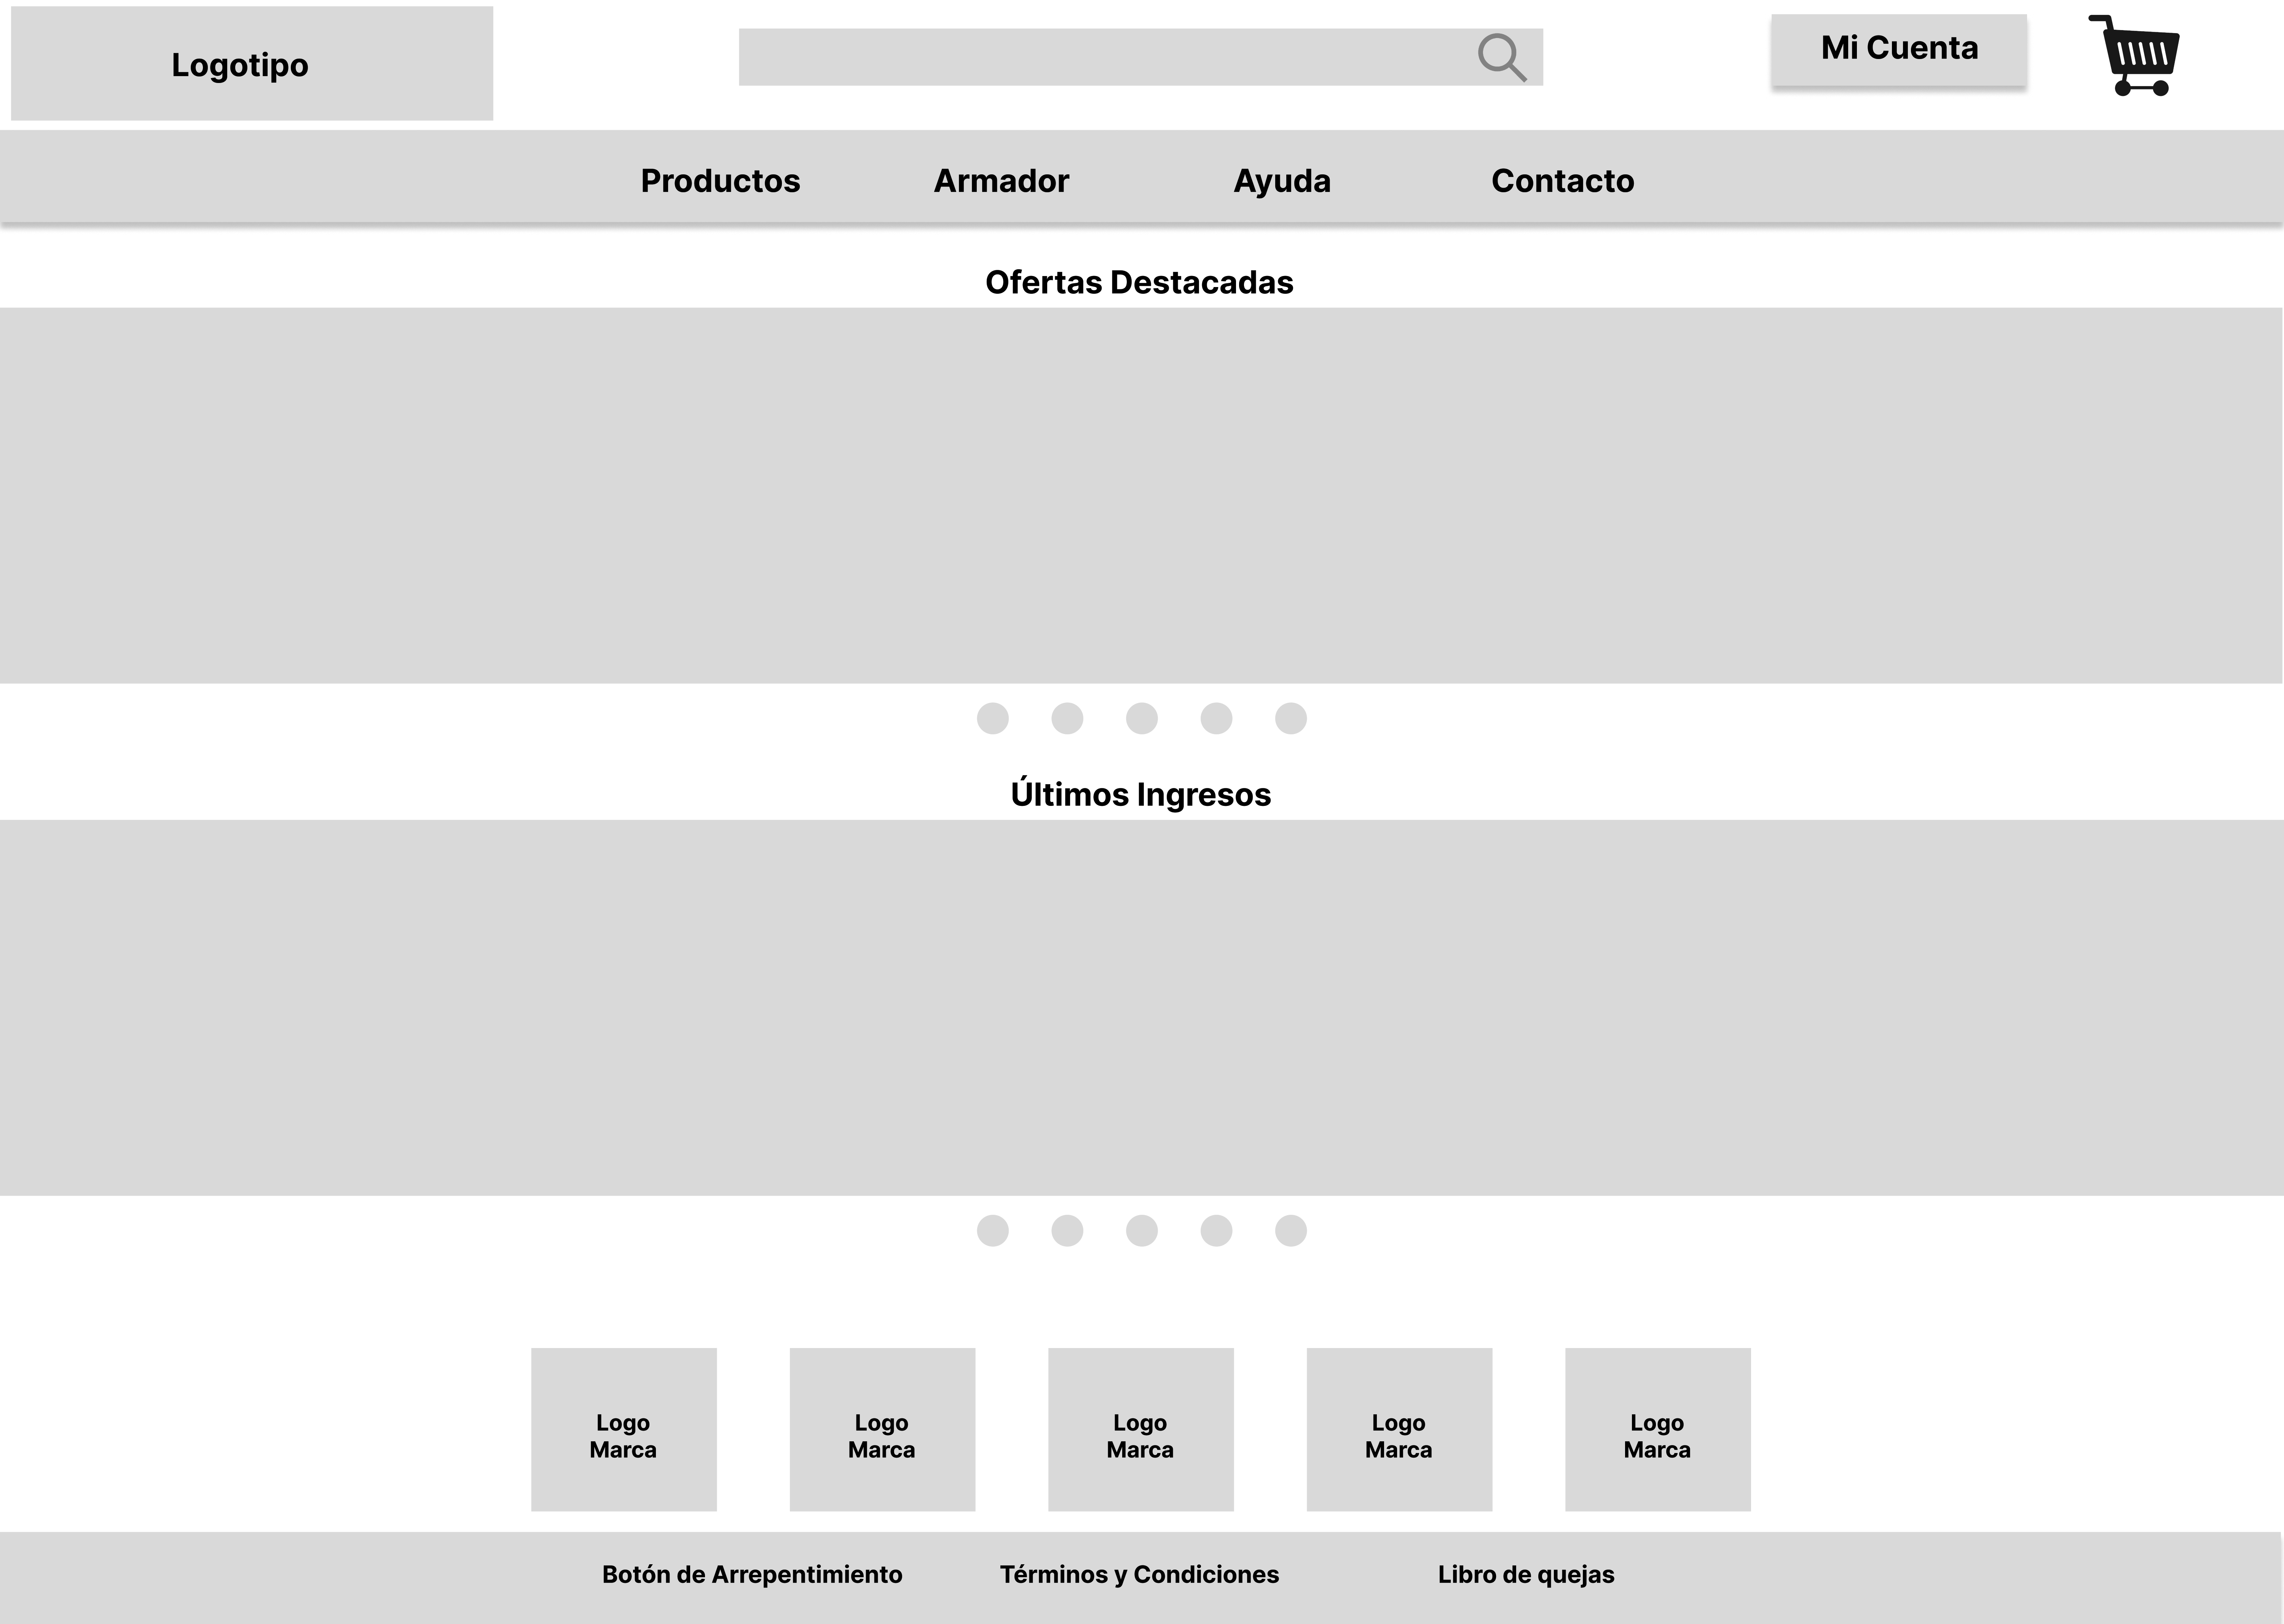 Logotipo
Mi Cuenta
Productos
Armador
Ayuda
Contacto
Ofertas Destacadas
Últimos Ingresos
Logo
Marca
Logo
Marca
Logo
Marca
Logo
Marca
Logo
Marca
Botón de Arrepentimiento
Términos y Condiciones
Libro de quejas